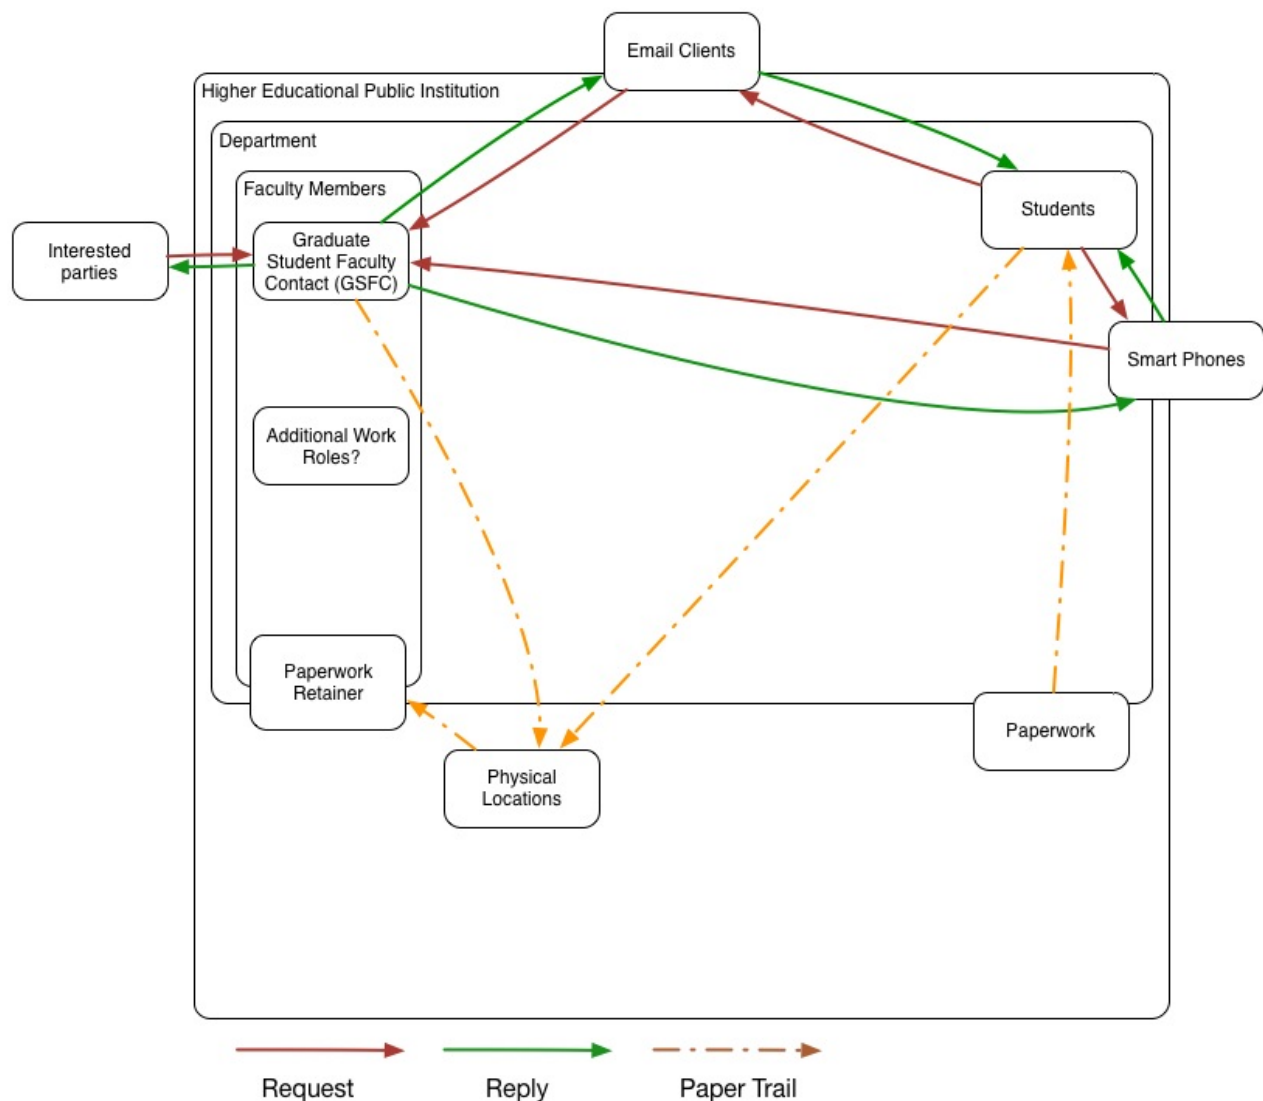 Email Clients
Higher Educational Public Institution
Department
Faculty Members
Interested
parties
Graduate
Student Faculty
Contact (GSFC)
Students
Smart Phones
Additional Work
Roles?
Paperwork
Retainer
Paperwork
Physical
Locations
Request
Reply
Paper Trail